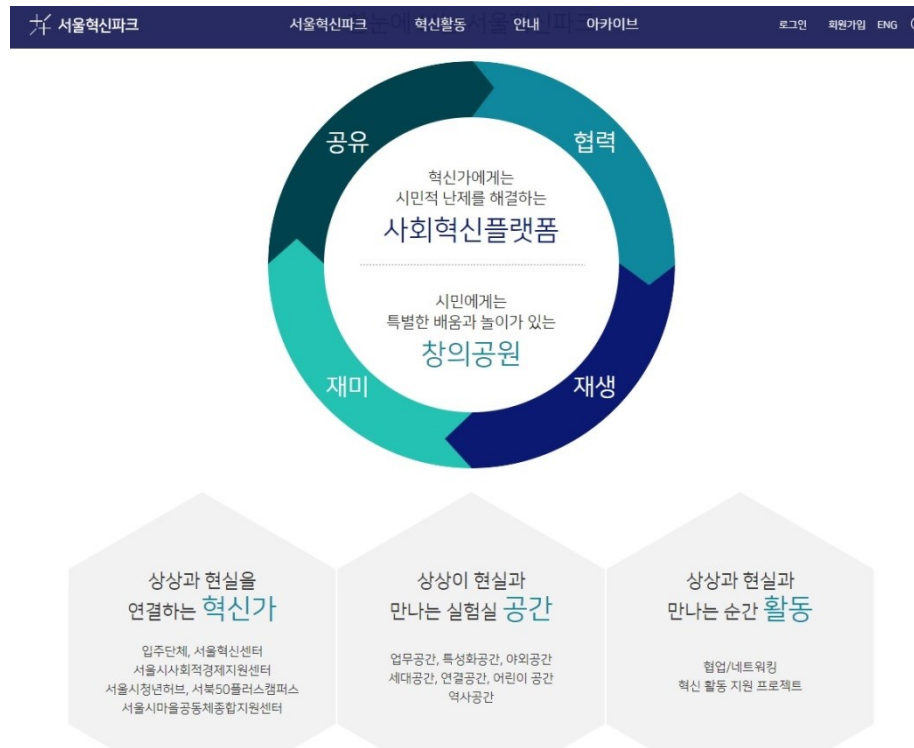 서울혁신파크
서울혁신파크 혁신활동 안내 아카이브
로그인 회원가입 ENG
공유
협력
혁신가에게는
시민적 난제를 해결하는
사회혁신플랫폼
시민에게는
특별한 배움과 놀이가 있는
창의공원
재미
재생
상상과 현실을
연결하는 혁신가
입주단체, 서울혁신센터
서울시사회적경제지원센터
서울시청년허브, 서북50플러스캠퍼스
서울시마을공동체종합지원센터
상상이 현실과
만나는 실험실 공간
업무공간, 특성화공간, 야외공간
세대공간, 연결공간, 어린이 공간
역사공간
상상과 현실과
만나는 순간 활동
협업/네트워킹
혁신 활동 지원 프로젝트